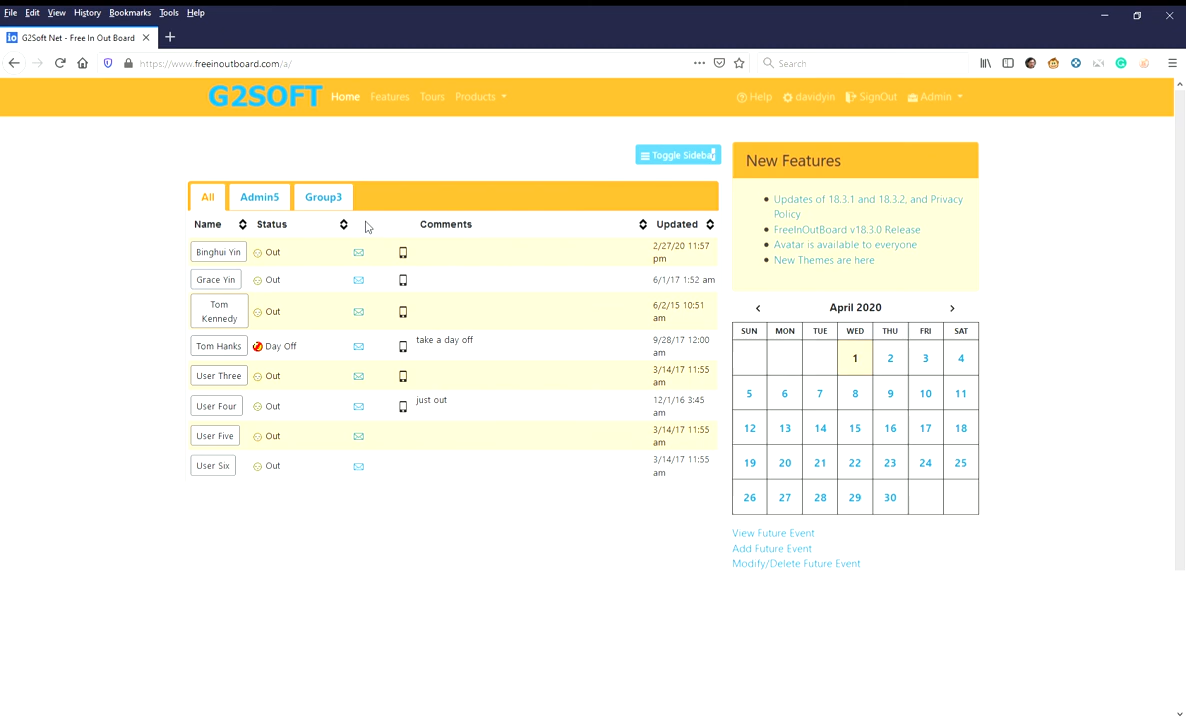 File Edit View History Bookmarks Tools Help
G2Soft Net - Free In Out Board
https://www.freeinoutboard.com/a/
Search
G2SOFT Home Features Tours Products Help davidyin SignOut Admin
Toggle Sidebar
All Admin5 Group3
Name Status Comments Updated
Binghui Yin Out 2/27/20 11:57
pm
Grace Yin Out 6/1/17 1:52 am
Tom
Kennedy
Out 6/2/15 10:51
am
Tom Hanks Day Off take a day off 9/28/17 12:00
am
User Three Out 3/14/17 11:55
am
User Four Out just out 12/1/16 3:45
am
User Five Out 3/14/17 11:55
am
User Six Out 3/14/17 11:55
am
New Features
Updates of 18.3.1 and 18.3.2, and Privacy
Policy
FreeInOutBoard v18.3.0 Release
Avatar is available to everyone
New Themes are here
April 2020
SUN MON TUE WED THU FRI SAT
1 2 3 4
5 6 7 8 9 10 11
12 13 14 15 16 17 18
19 20 21 22 23 24 25
26 27 28 29 30
View Future Event
Add Future Event
Modify/Delete Future Event